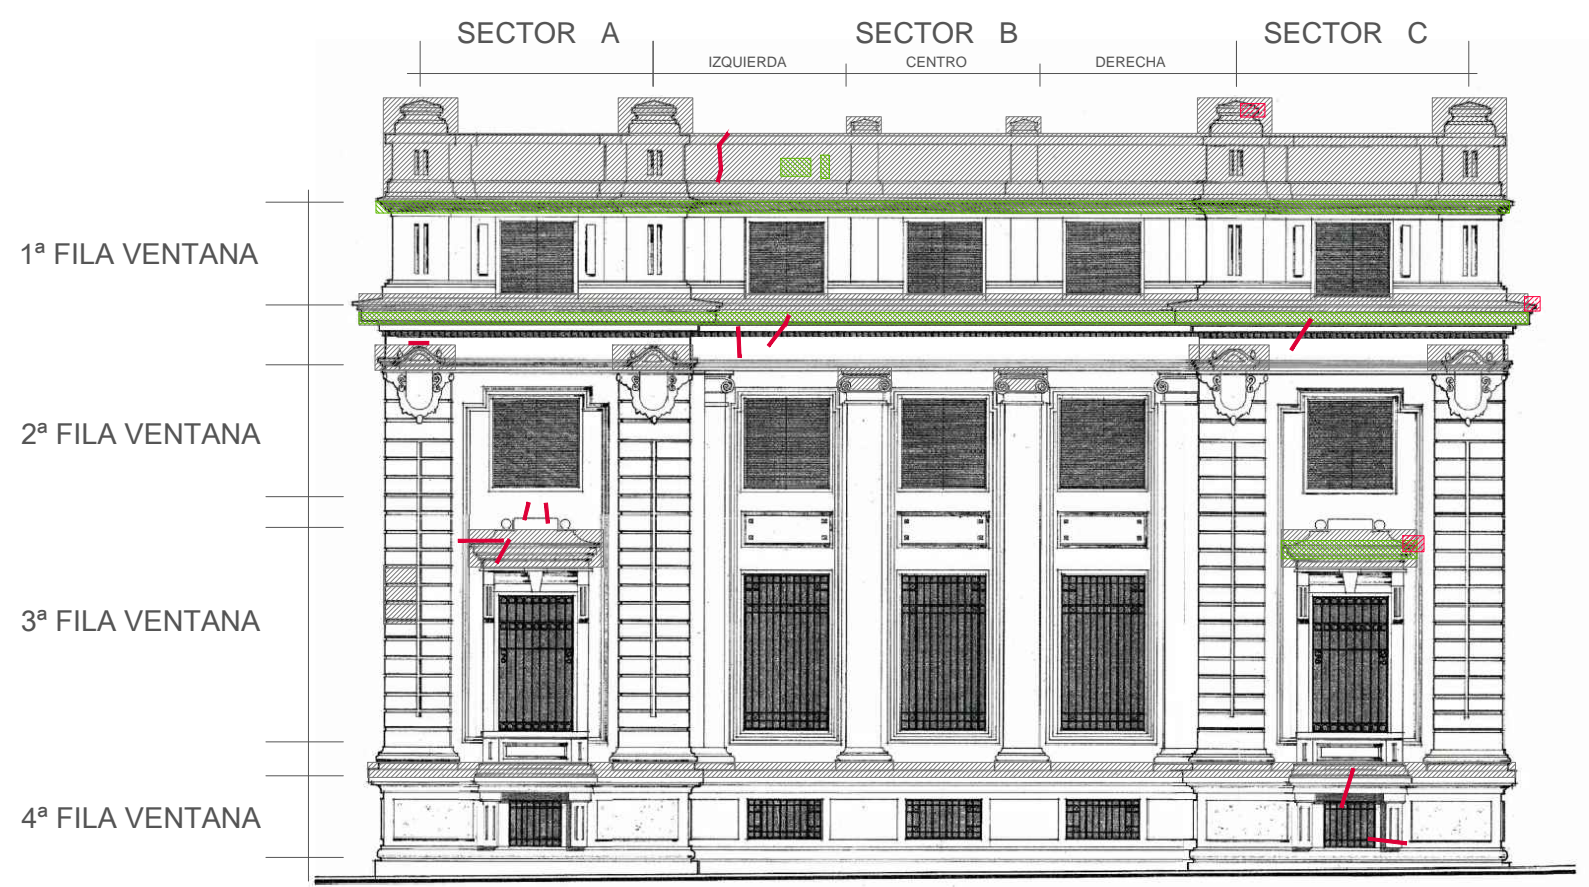 SECTOR A
SECTOR B
SECTOR C
IZQUIERDA
CENTRO
DERECHA
1ª FILA VENTANA
2ª FILA VENTANA
3ª FILA VENTANA
4ª FILA VENTANA